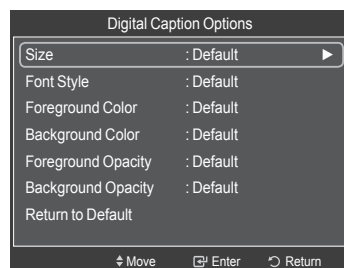 Digital Caption Options
Size : Default ►
Font Style : Default
Foreground Color : Default
Background Color : Default
Foreground Opacity : Default
Background Opacity : Default
Return to Default
Move Enter Return